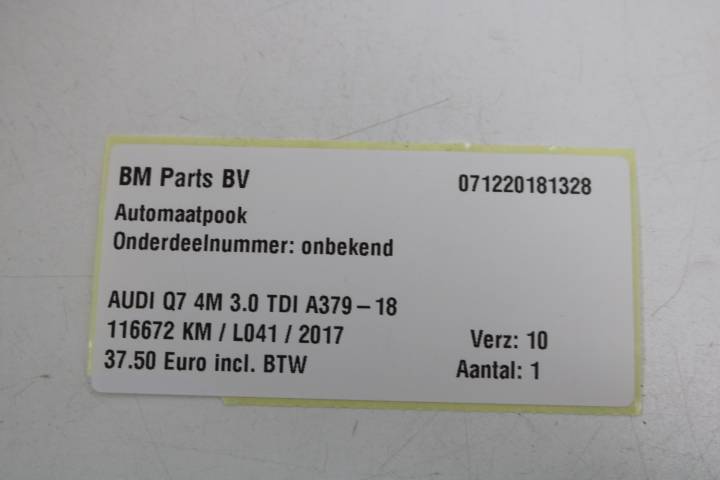 BM Parts BV 071220181328
Automaatpook
Onderdeelnummer: onbekend
AUDI Q7 4M 3.0 TDI A379-18
116672 KM / L041 / 2017 Verz: 10
37.50 Euro incl. BTW Aantal: 1